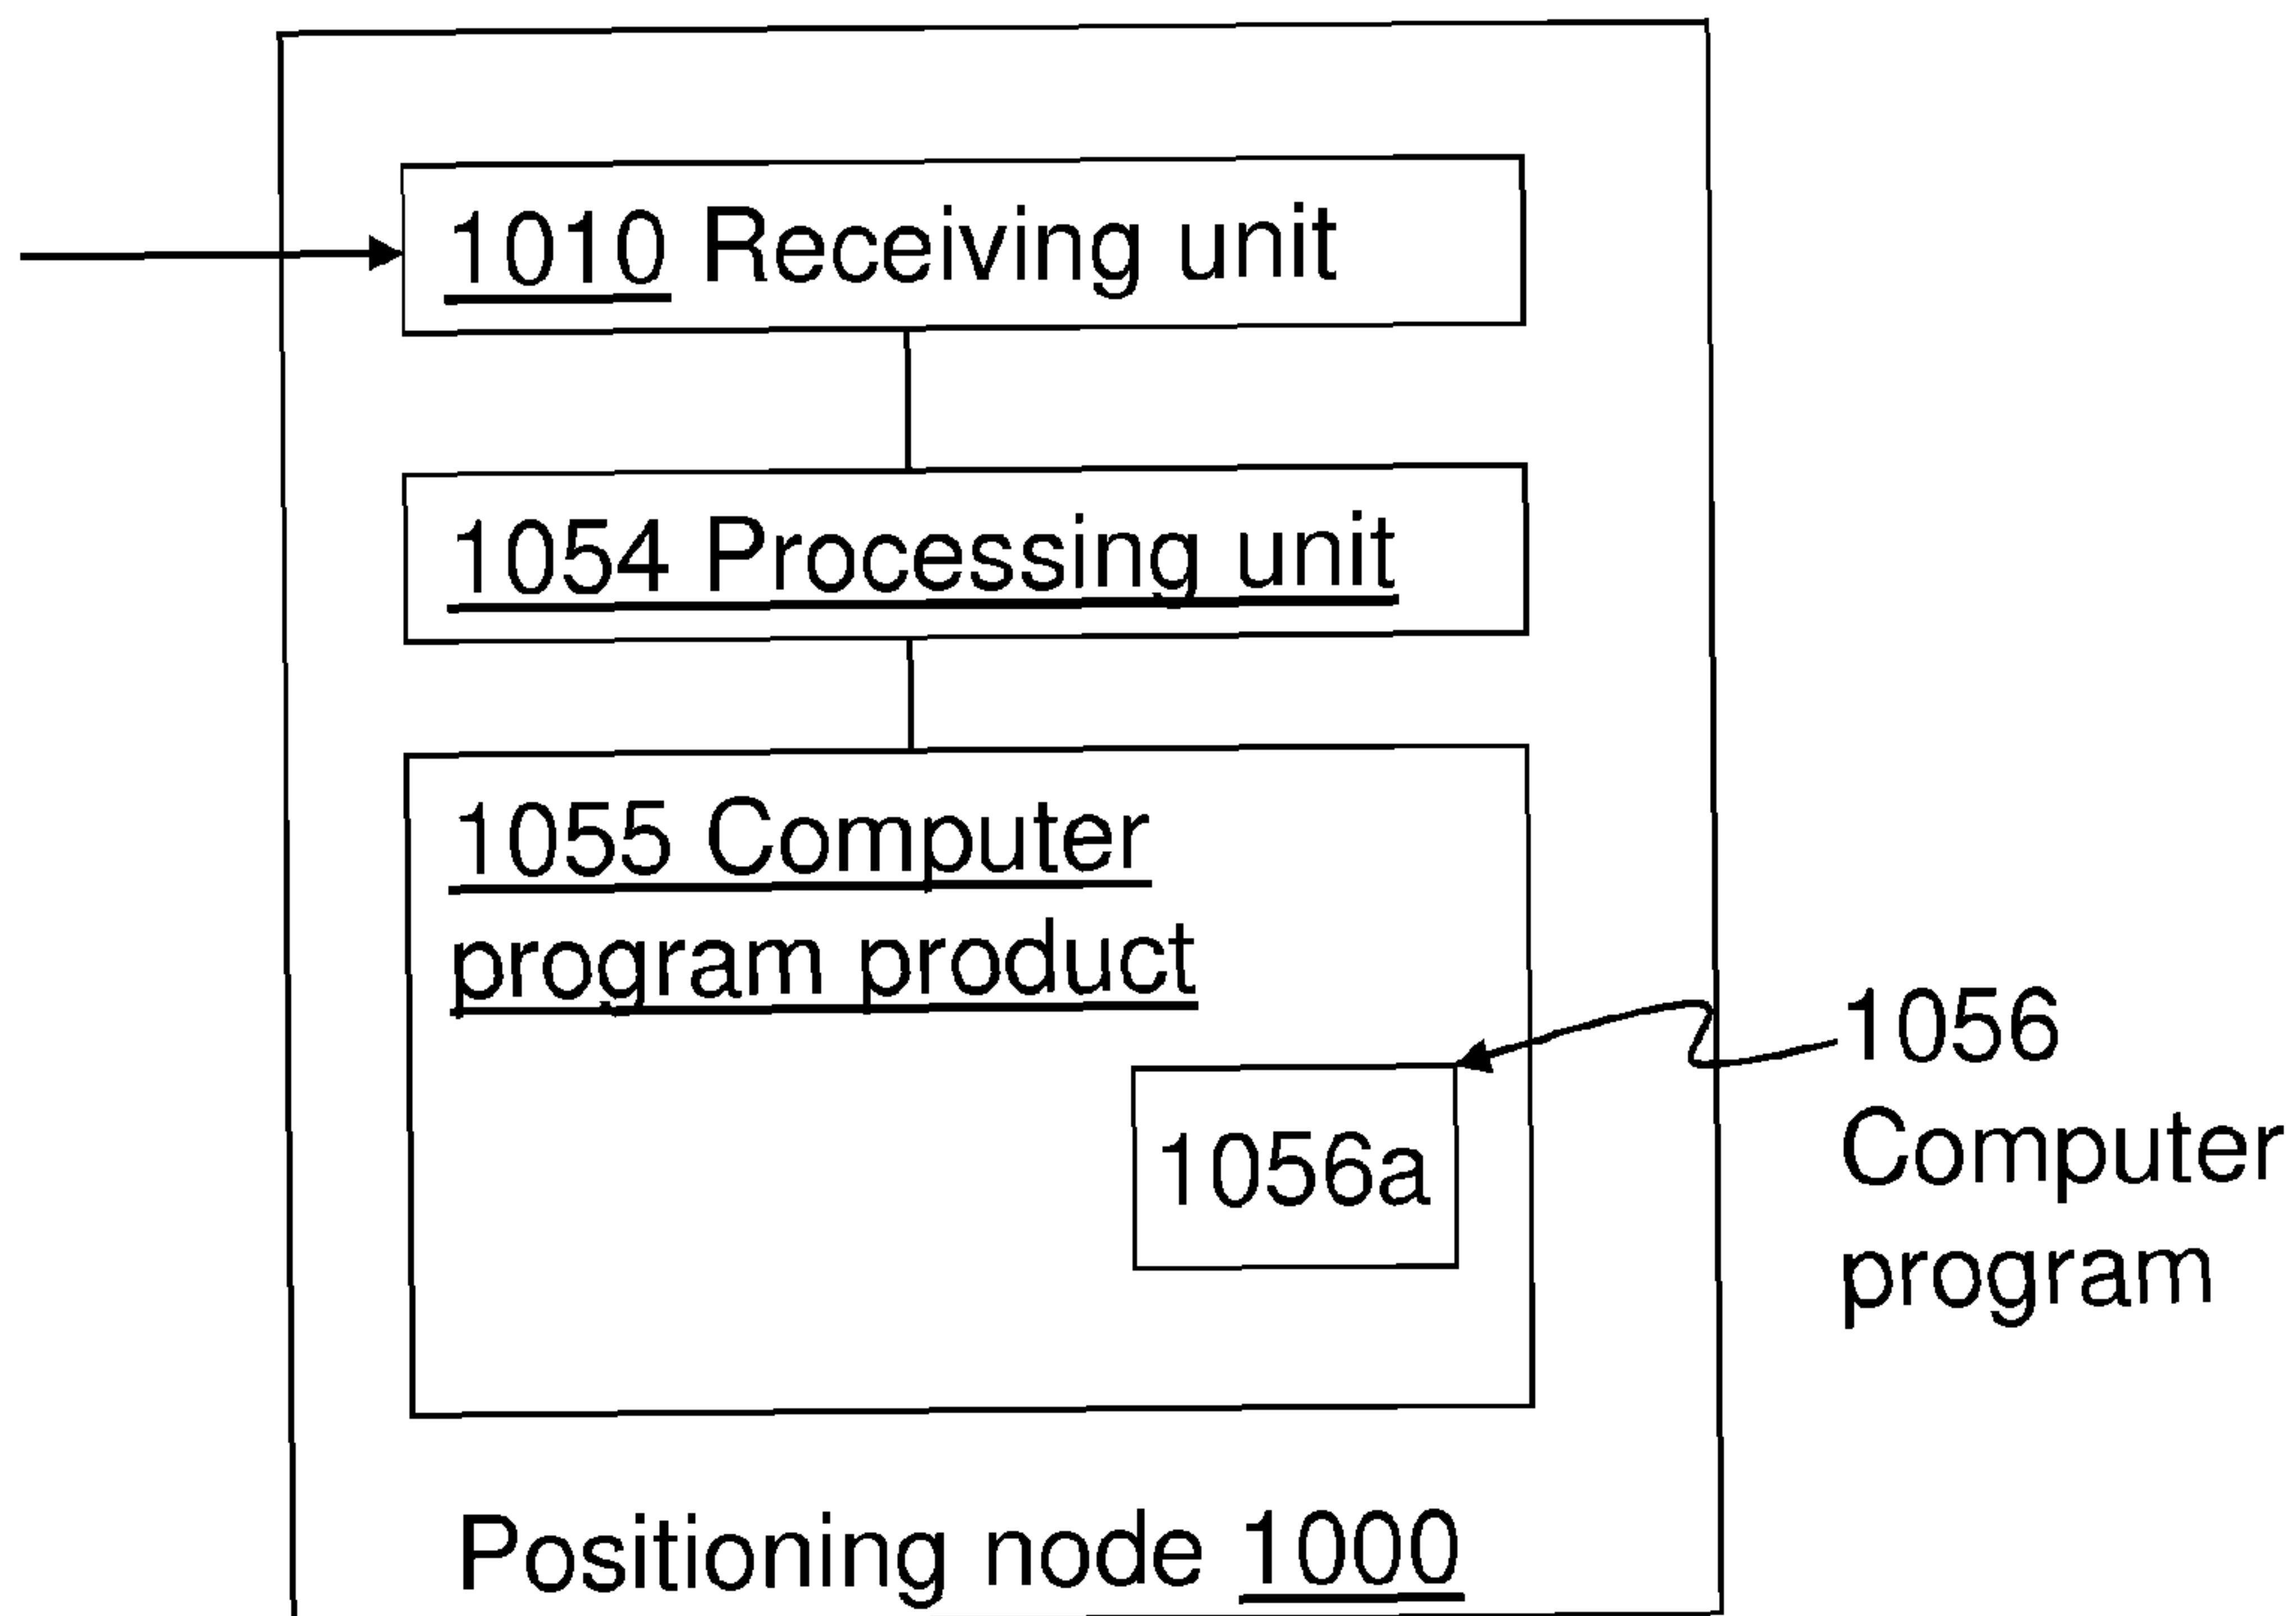 1010 Receiving unit
1054 Processing unit
1055 Computer
program product
1056a
1056
Computer
program
Positioning node 1000